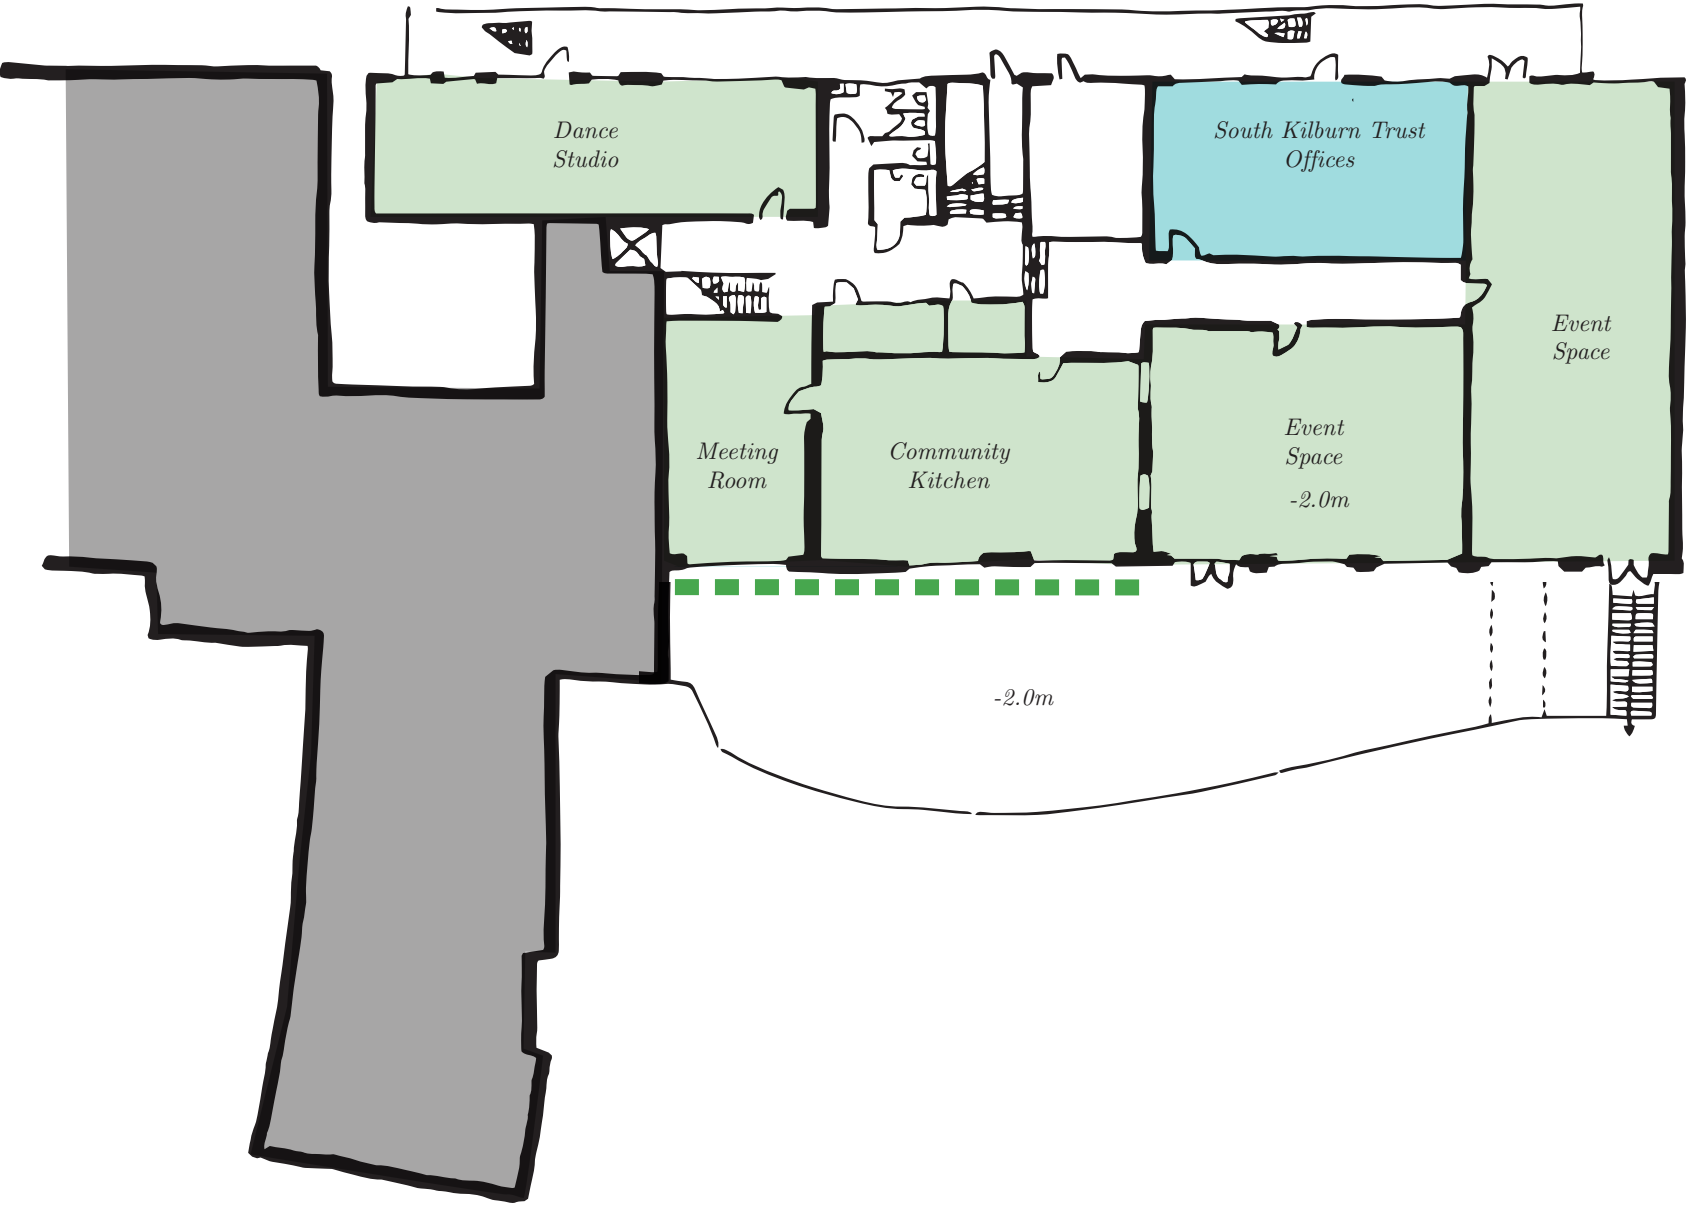 Dance
Studio
South Kilburn Trust
Offices
Event
Space
Event
Space
-2.0m
Meeting
Room
Community
Kitchen
-2.0m